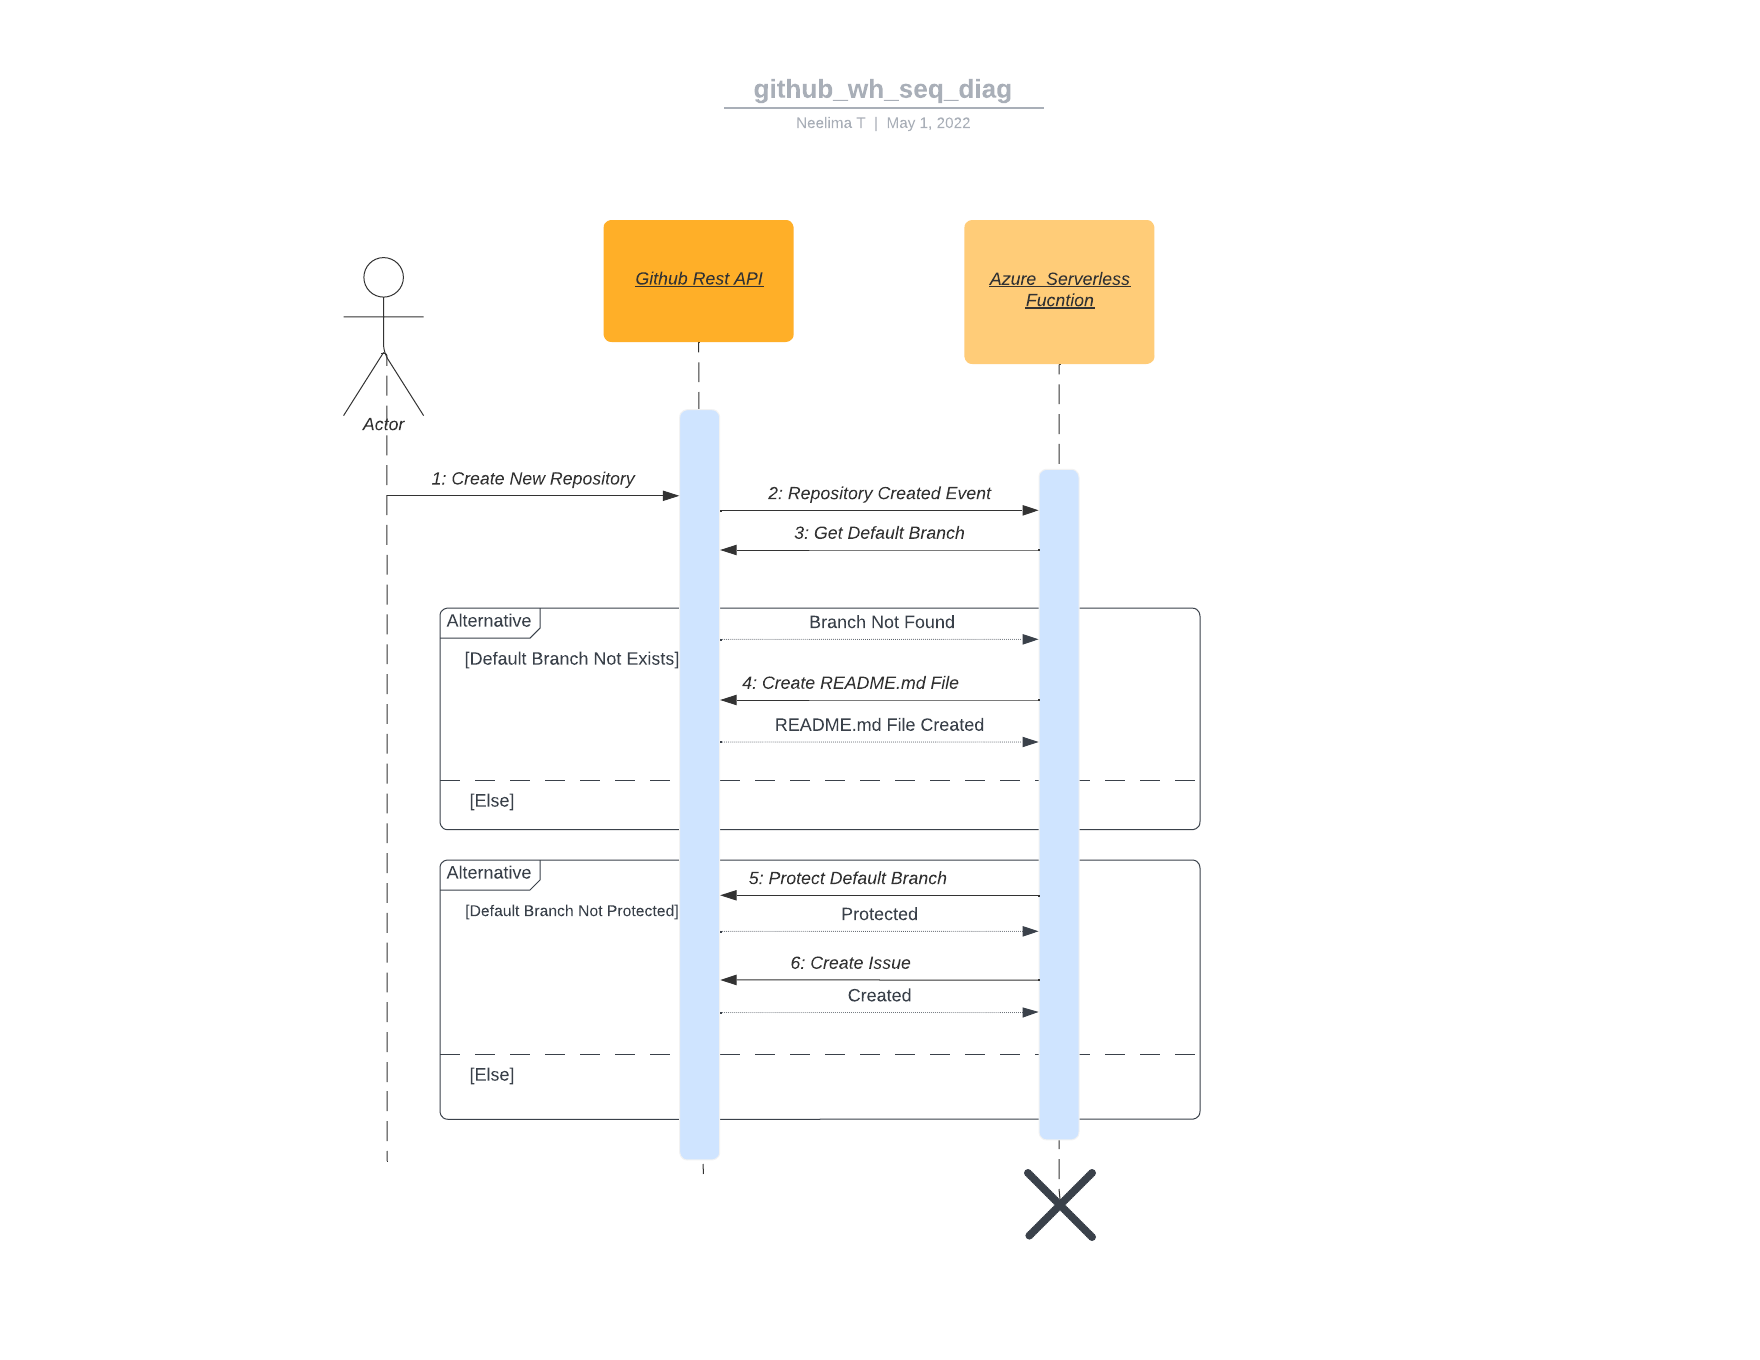 github_wh_seq_diag
Neelima T | May 1, 2022
Github Rest API
Azure Serverless
Fucntion
Actor
1: Create New Repository
2: Repository Created Event
3: Get Default Branch
Alternative
Branch Not Found
[Default Branch Not Exists]
4: Create README.md File
README.md File Created
[Else]
Alternative
5: Protect Default Branch
[Default Branch Not Protected]
Protected
6: Create Issue
Created
[Else]